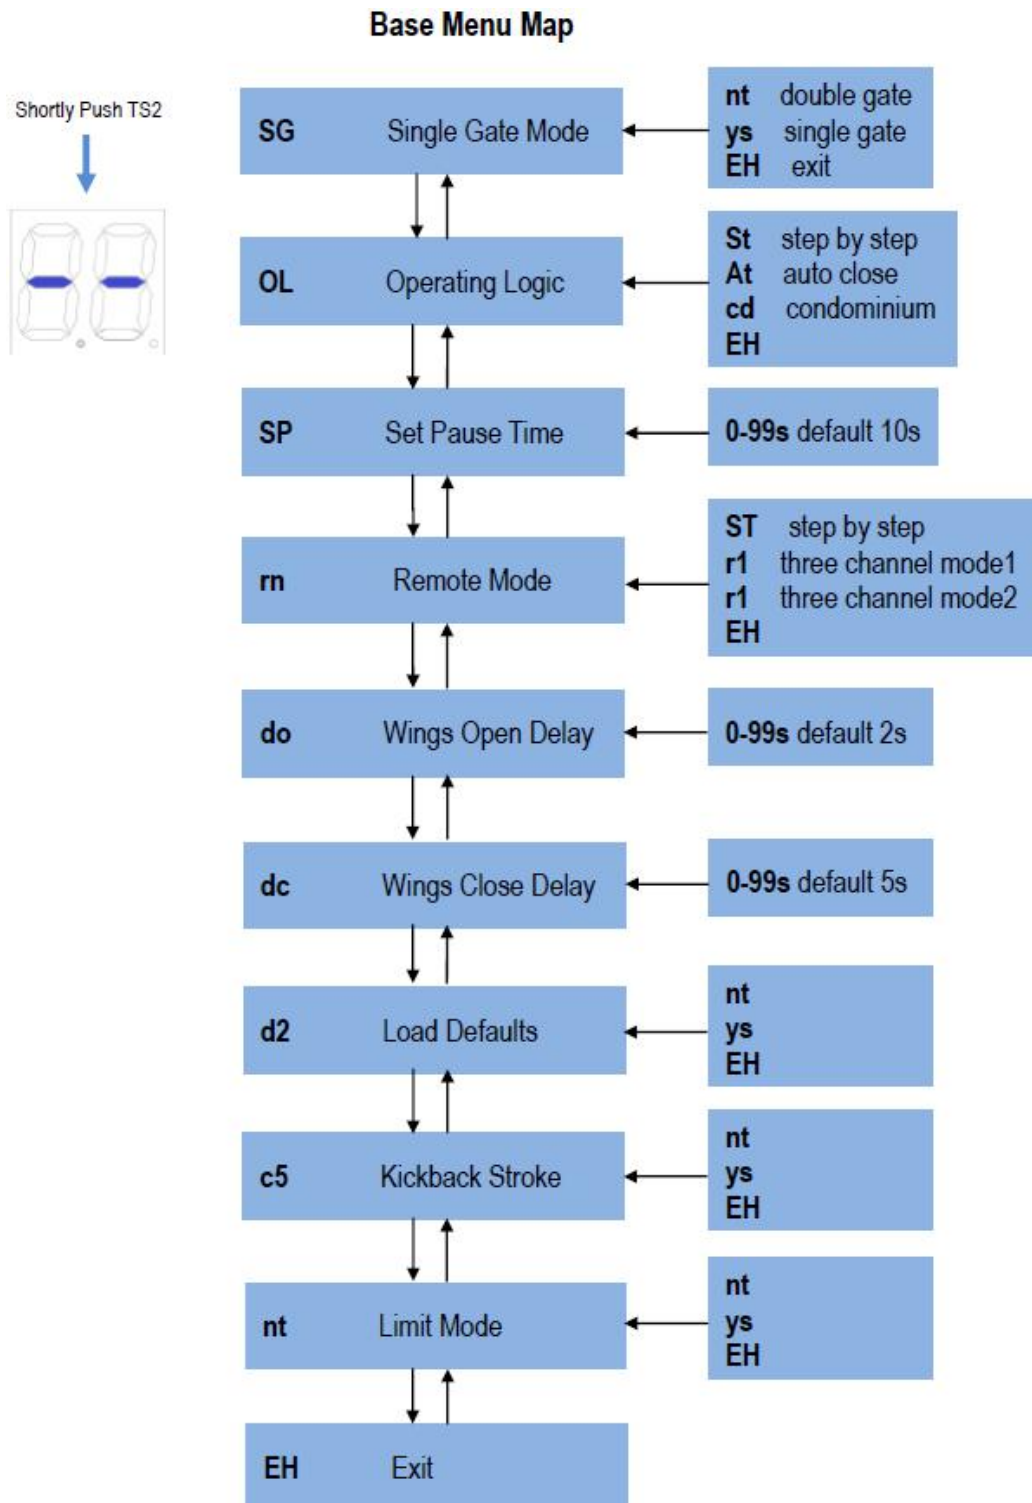 Base Menu Map
Shortly Push TS2
SG Single Gate Mode
nt double gate
ys single gate
EH exit
OL Operating Logic
St step by step
At auto close
cd condominium
EH
SP Set Pause Time
0-99s default 10s
rn Remote Mode
ST step by step
r1 three channel mode1
r1 three channel mode2
EH
do Wings Open Delay
0-99s default 2s
dc Wings Close Delay
0-99s default 5s
d2 Load Defaults
nt
ys
EH
c5 Kickback Stroke
nt
ys
EH
nt Limit Mode
nt
ys
EH
EH Exit